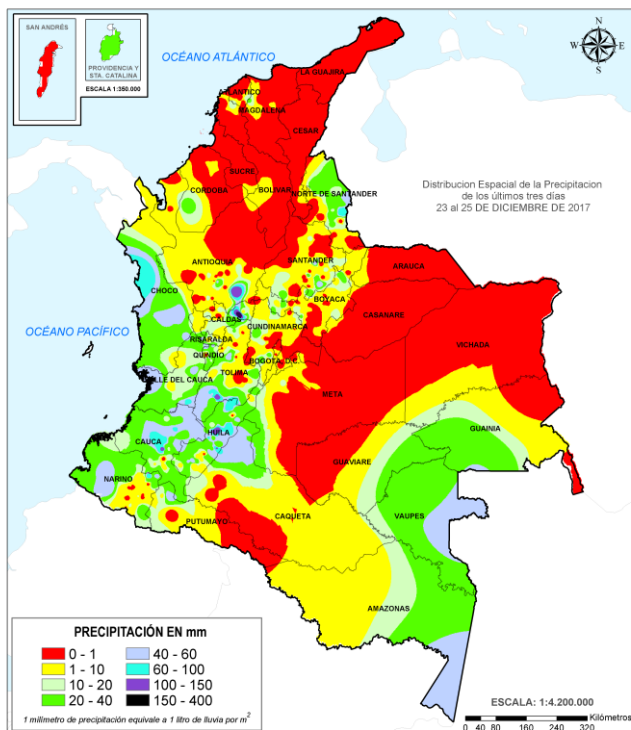 SAN ANDRÉS
PROVIDENCIA Y
STA. CATALINA
ESCALA 1:350.000
OCÉANO ATLÁNTICO
N
W E
S
LA GUAJIRA
ATLANTICO
MAGDALENA
CESAR
SUCRE
CORDOBA
BOLIVAR
NORTE DE SANTANDER
Distribucion Espacial de la Precipitacion
de los últimos tres días
23 al 25 DE DICIEMBRE DE 2017
ANTIOQUIA
SANTANDER
ARAUCA
CHOCO
BOYACA
CASANARE
CALDAS
CUNDINAMARCA
OCÉANO PACÍFICO
RISARALDA
VICHADA
QUINDIO
BOGOTA, D.C.
TOLIMA
VALLE DEL CAUCA
META
GUAINIA
HUILA
CAUCA
GUAVIARE
NARIÑO
VAUPES
CAQUETA
PUTUMAYO
AMAZONAS
PRECIPITACIÓN EN mm
0 - 1 40 - 60
1 - 10 60 - 100
10 - 20 100 - 150
20 - 40 150 - 400
1 milimetro de precipitación equivale a 1 litro de lluvia por m²
ESCALA: 1:4.200.000
Kilómetros
0 40 80 160 240 320